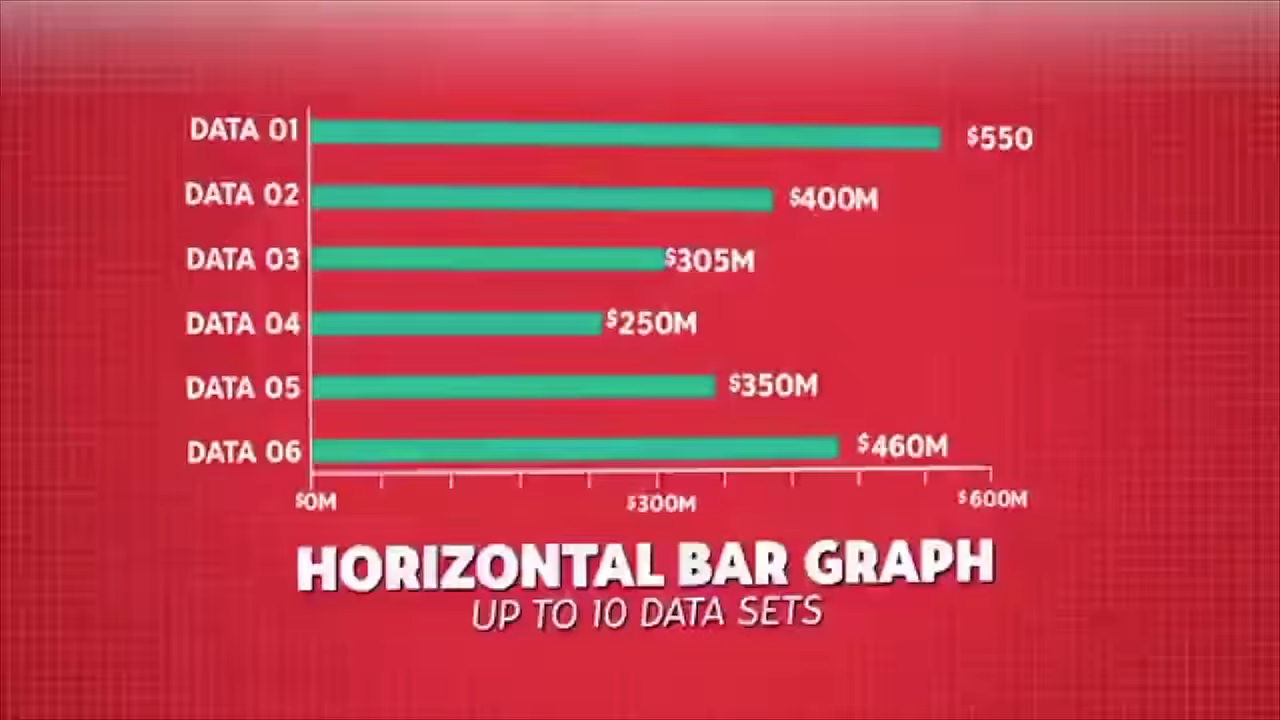 DATA 01 $550
DATA 02 $400M
DATA 03 $305M
DATA 04 $250M
DATA 05 $350M
DATA 06 $460M
$0M $300M $600M
HORIZONTAL BAR GRAPH
UP TO 10 DATA SETS